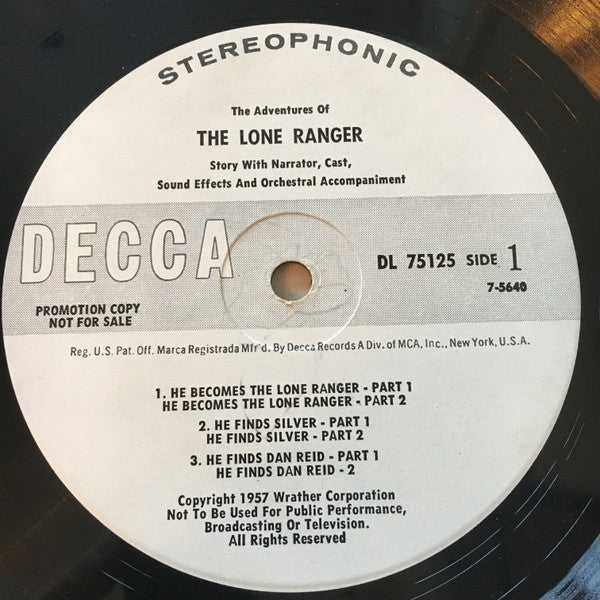 STEREOPHONIC
The Adventures Of
THE LONE RANGER
Story With Narrator, Cast,
Sound Effects And Orchestral Accompaniment
DECCA
DL 75125 SIDE 1
7-5640
PROMOTION COPY
NOT FOR SALE
Reg. U.S. Pat. Off. Marca Registrada Mfr'd. By Decca Records A Div. of MCA, Inc., New York, U.S.A.
1. HE BECOMES THE LONE RANGER - PART 1
HE BECOMES THE LONE RANGER - PART 2
2. HE FINDS SILVER - PART 1
HE FINDS SILVER - PART 2
3. HE FINDS DAN REID - PART 1
HE FINDS DAN REID - 2
Copyright 1957 Wrather Corporation
Not To Be Used For Public Performance,
Broadcasting Or Television.
All Rights Reserved